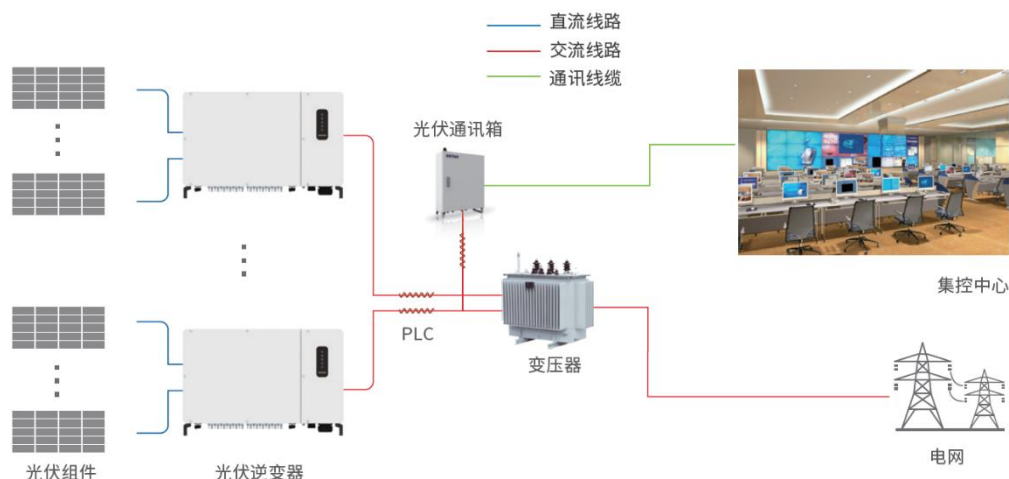 直流线路
交流线路
通讯线缆
光伏通讯箱
集控中心
PLC
变压器
电网
光伏组件
光伏逆变器